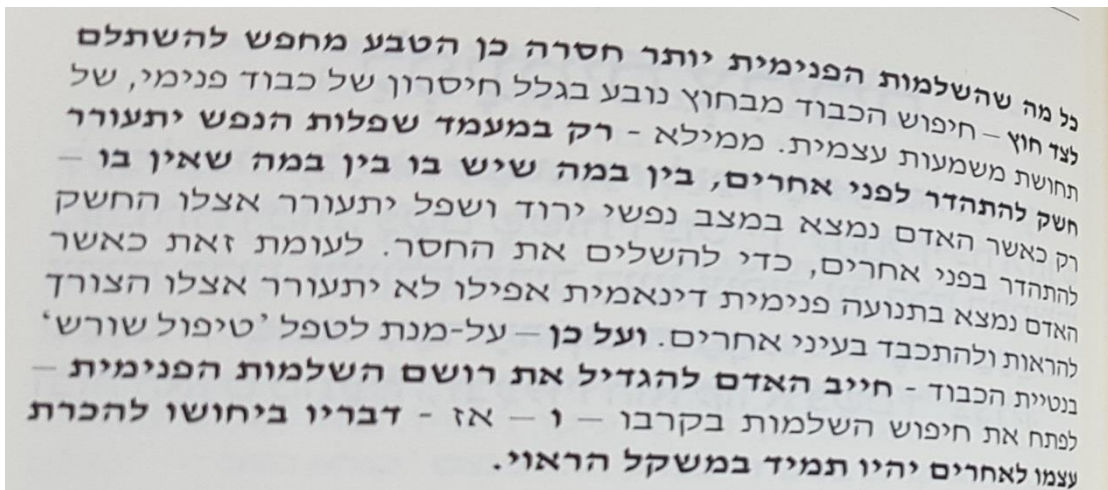 כל מה שהשלמות הפנימית יותר חסרה כן הטבע מחפש להשתלם
לצד חוץ – חיפוש הכבוד מבחוץ נובע בגלל חיסרון של כבוד פנימי, של
תחושת משמעות עצמית. ממילא - רק במעמד שפלות הנפש יתעורר
חשק להתהדר לפני אחרים, בין במה שיש בו בין במה שאין בו –
רק כאשר האדם נמצא במצב נפשי ירוד ושפל יתעורר אצלו החשק
להתהדר בפני אחרים, כדי להשלים את החסר. לעומת זאת כאשר
האדם נמצא בתנועה פנימית דינאמית אפילו לא יתעורר אצלו הצורך
להראות ולהתכבד בעיני אחרים. ועל כן – על-מנת לטפל 'טיפול שורש'
בנטיית הכבוד - חייב האדם להגדיל את רושם השלמות הפנימית –
לפתח את חיפוש השלמות בקרבו – ו – אז - דבריו ביחושו להכרת
עצמו לאחרים יהיו תמיד במשקל הראוי.